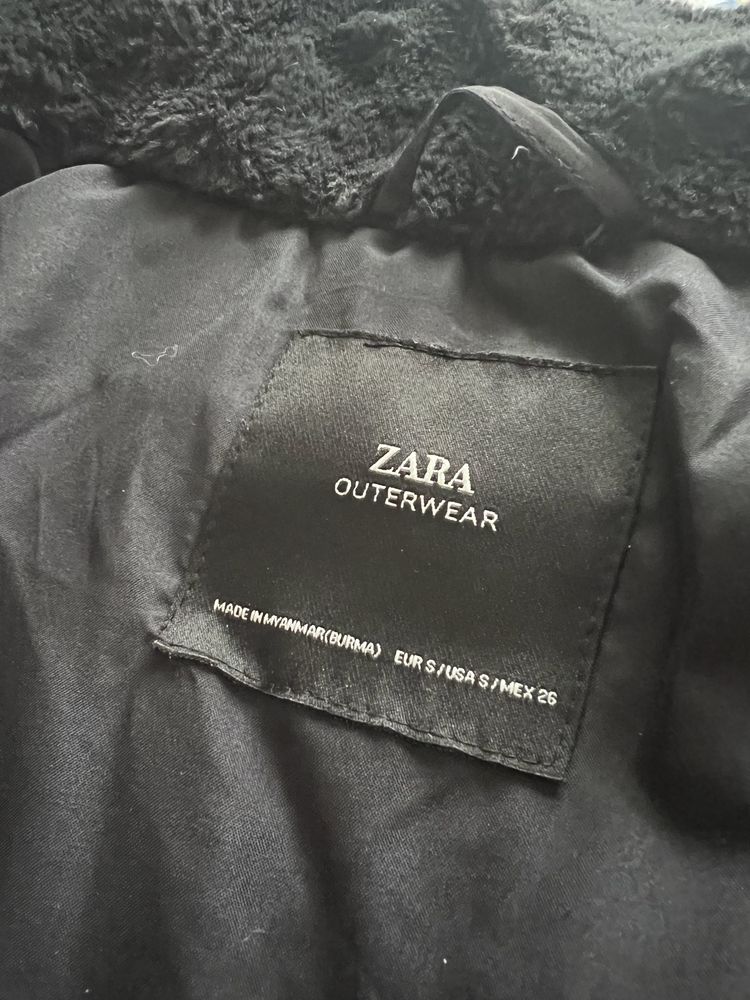 ZARA
OUTERWEAR
MADE IN MYANMAR(BURMA) EUR S / USA S / MEX 26